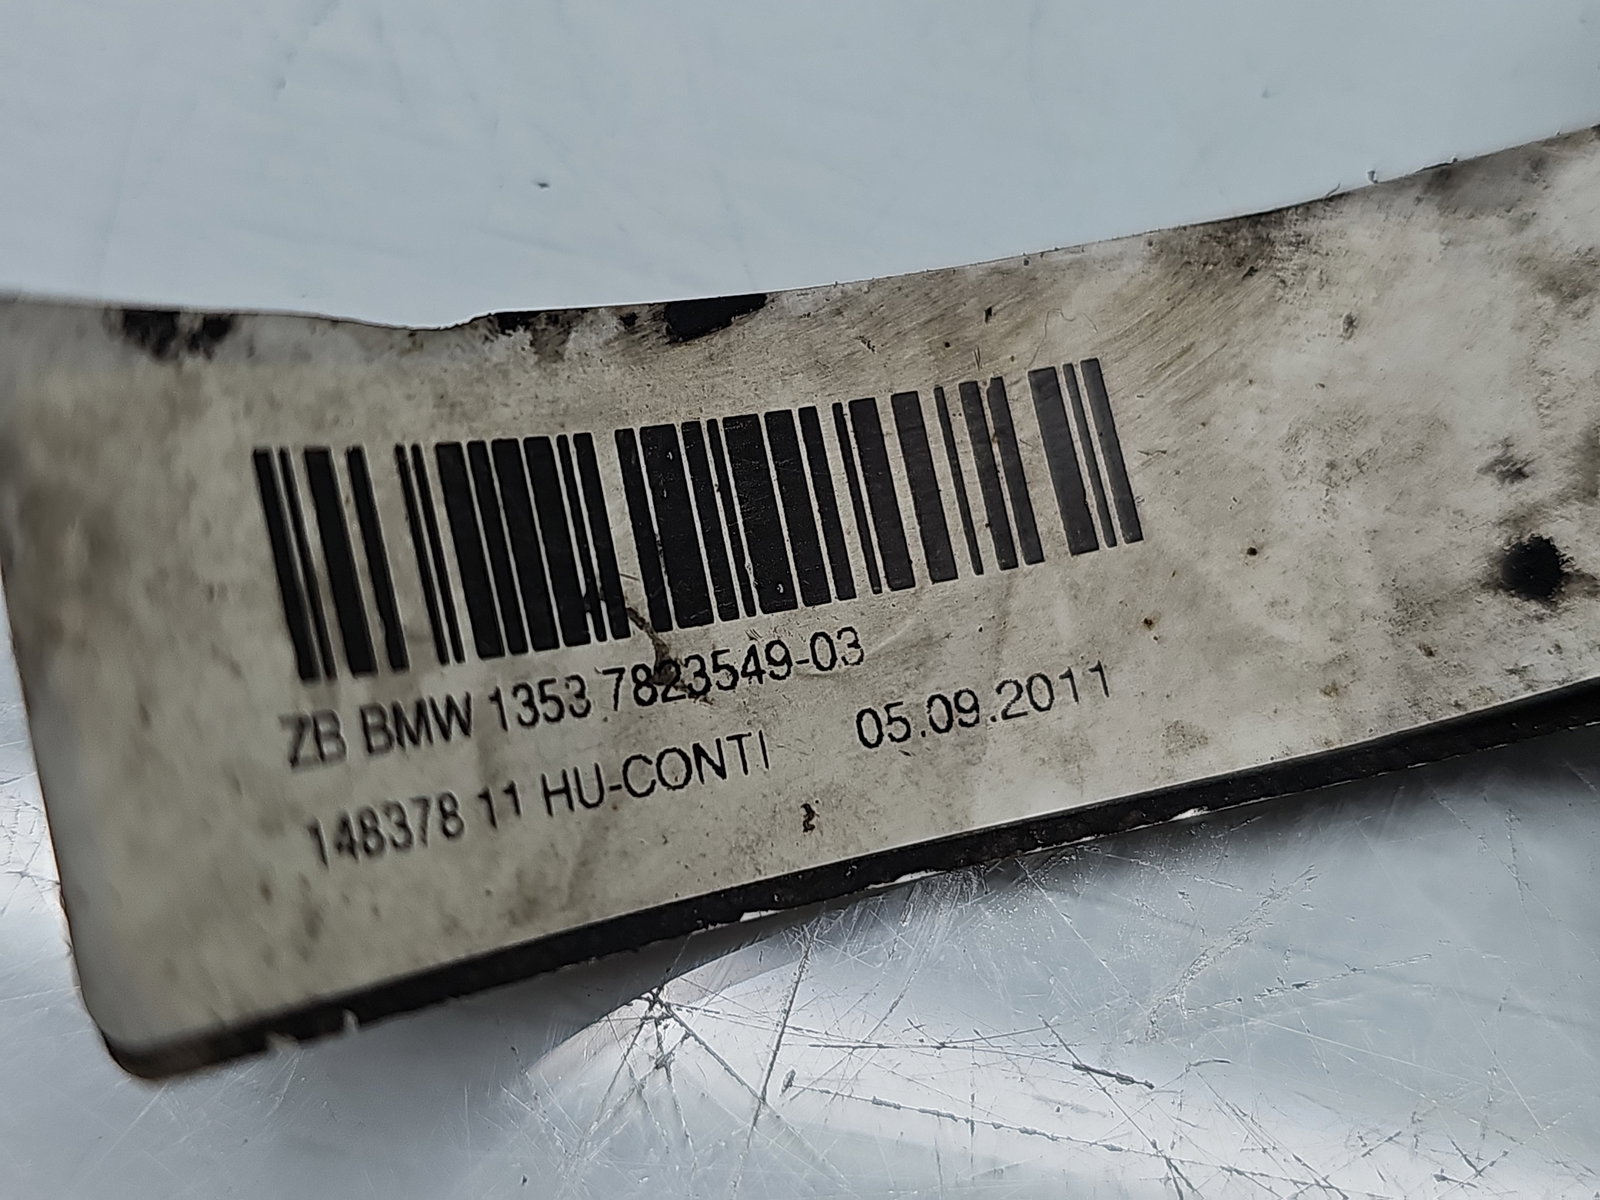 ZB BMW 1353 7823549-03
148378 11 HU-CONTI 05.09.2011